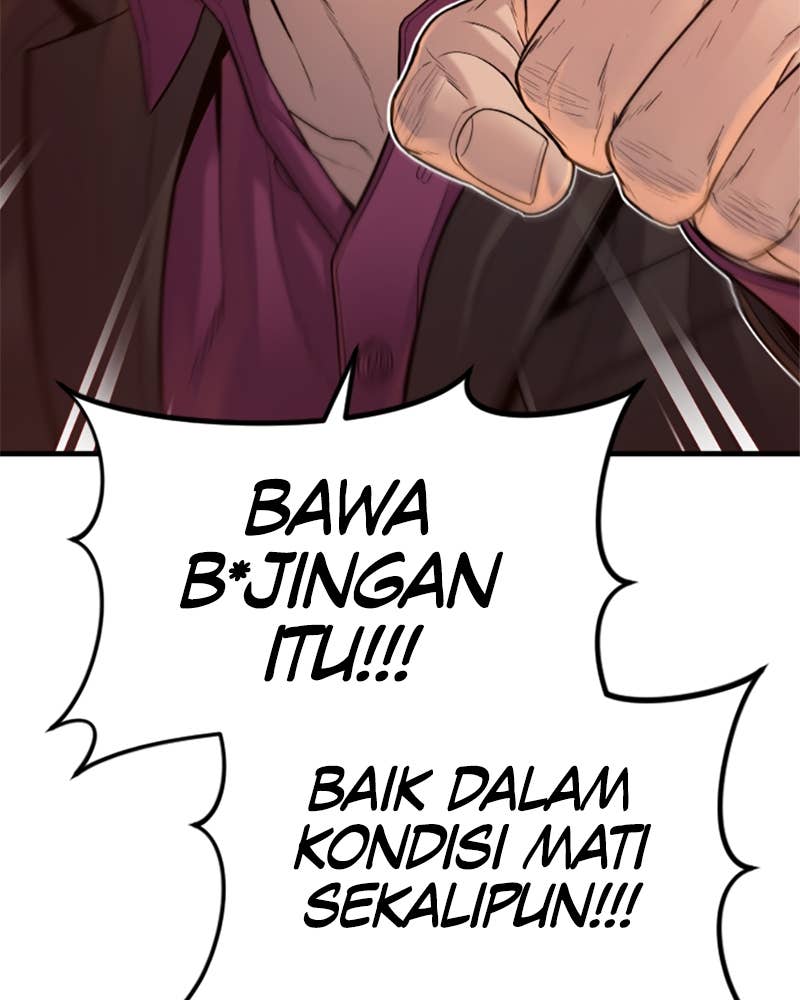 BAWA
B*JINGAN
ITU!!!
BAIK DALAM
KONDISI MATI
SEKALIPUN!!!